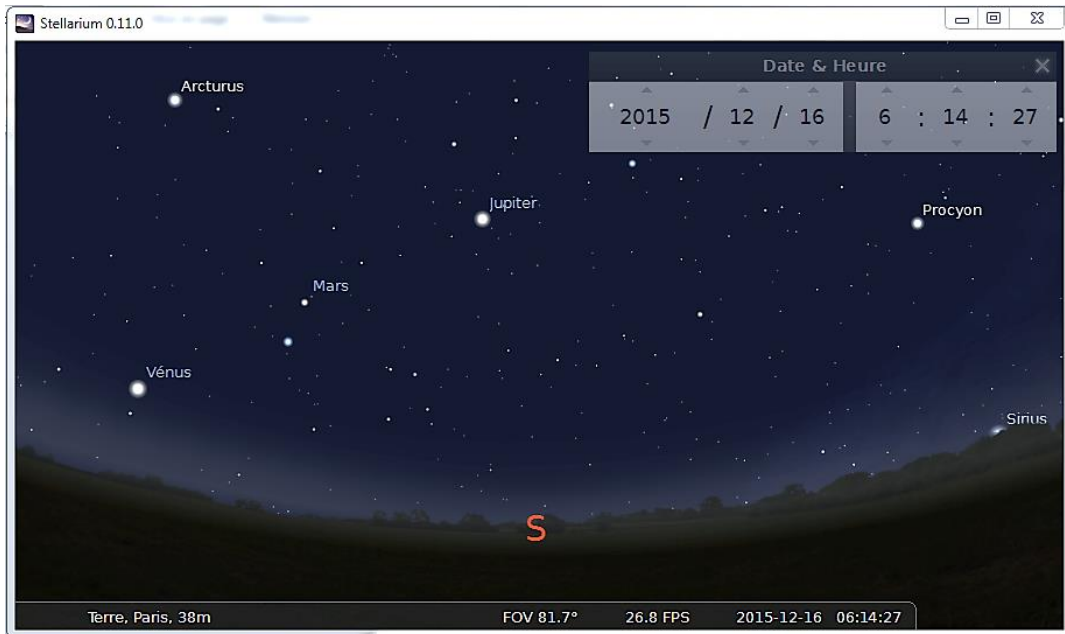 Stellarium 0.11.0
Date & Heure
2015 / 12 / 16 6 : 14 : 27
Arcturus
Jupiter
Procyon
Mars
Vénus
Sirius
S
Terre, Paris, 38m FOV 81.7° 26.8 FPS 2015-12-16 06:14:27